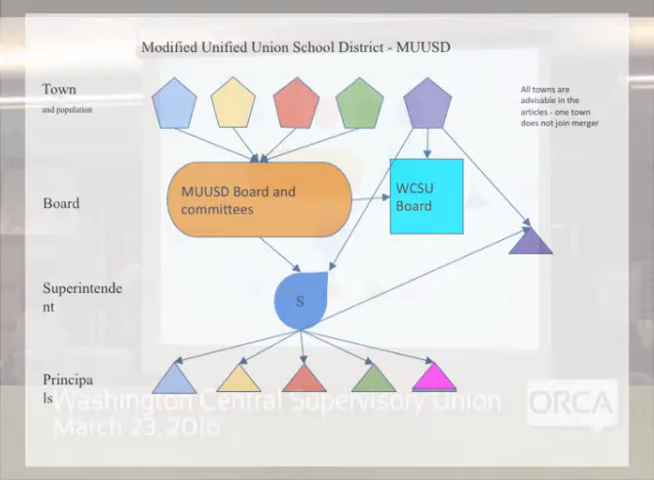 Modified Unified Union School District - MUUSD
Town
and population
All towns are
advisable in the
articles - one town
does not join merger
Board
MUUSD Board and
committees
WCSU
Board
Superintende
nt
S
Principa
ls
Washington Central Supervisory Union
March 23, 2016
ORCA